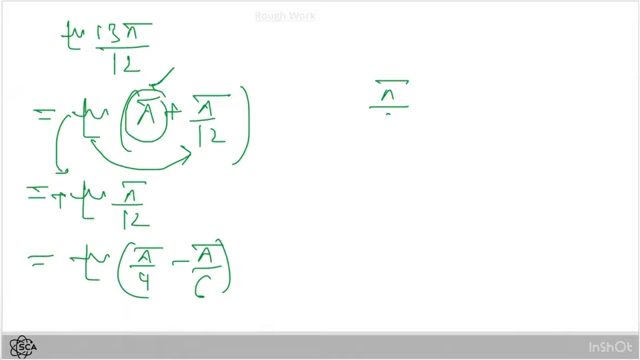 Rough Work
tan 13π/12
= tan (π + π/12)
= + tan π/12
= tan (π/4 - π/6)
π
SCA
InShOt